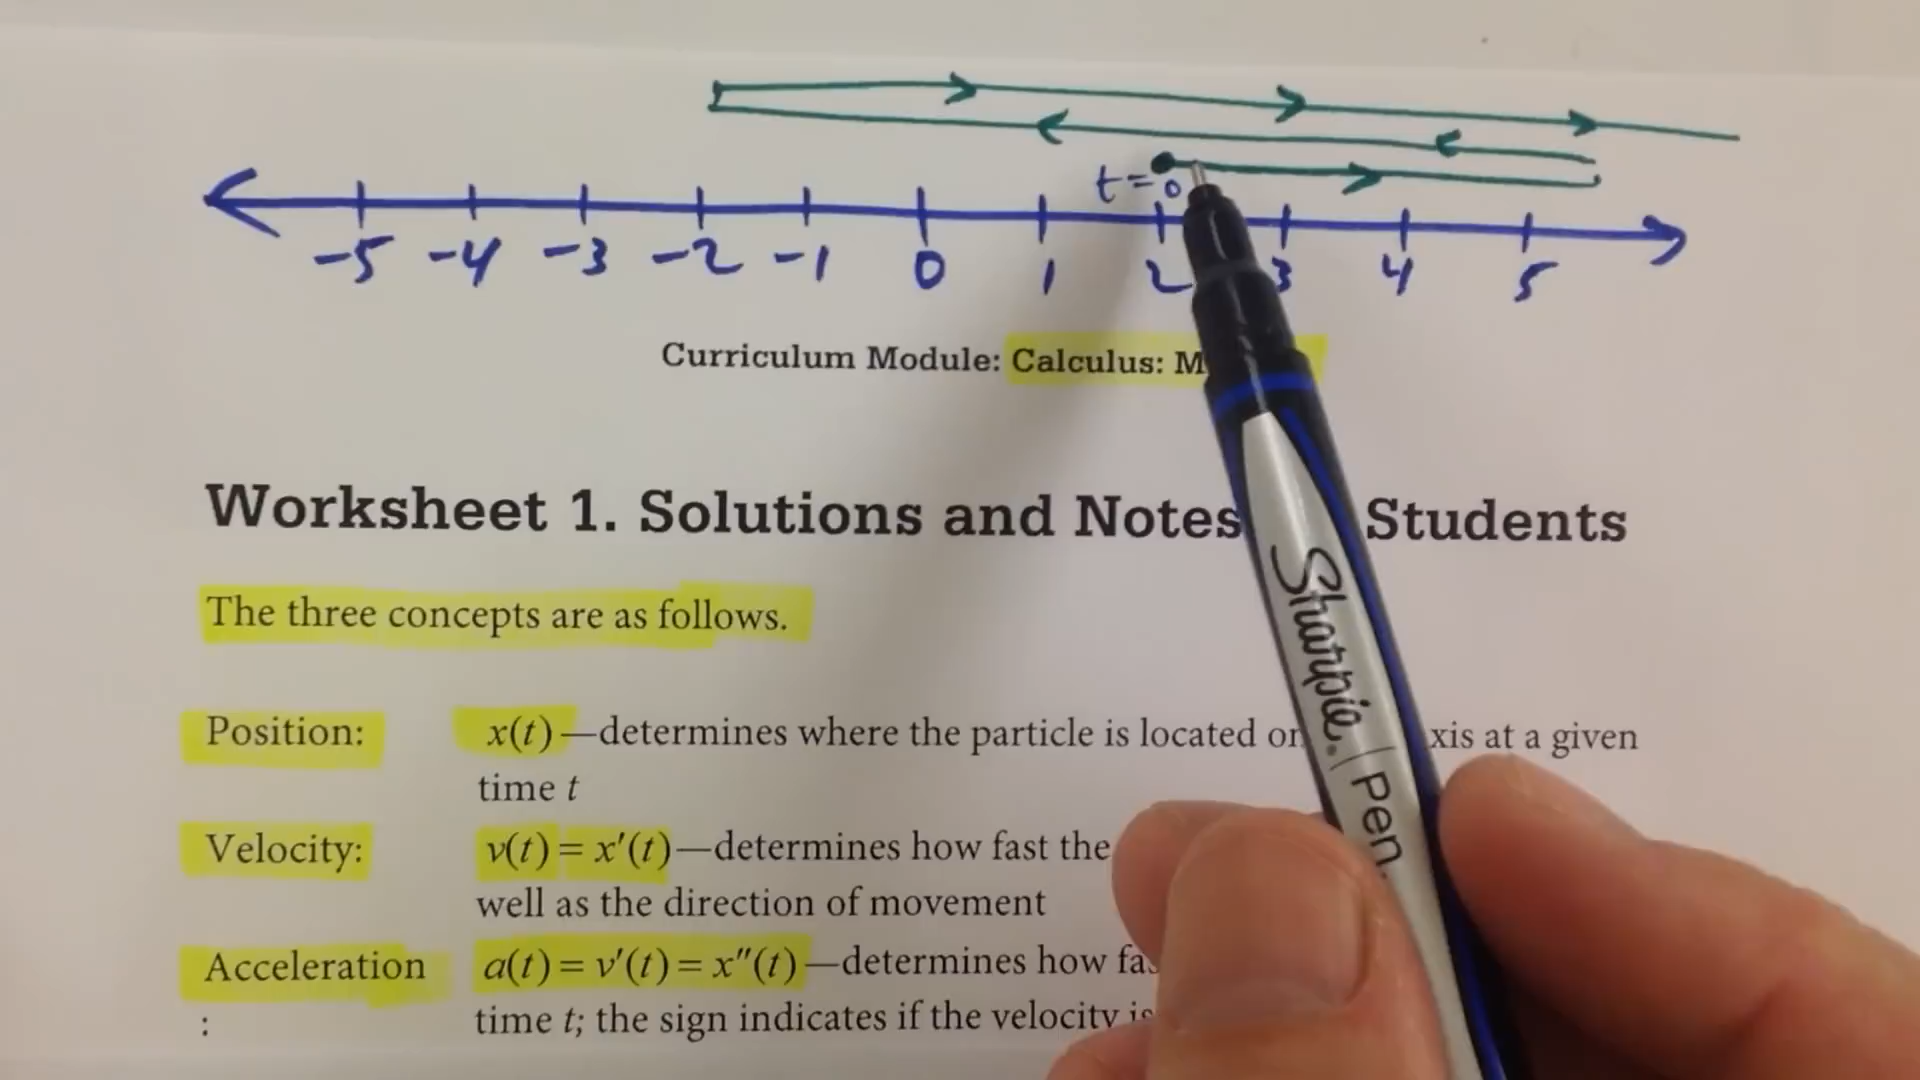 t=0
-5 -4 -3 -2 -1 0 1 2 3 4 5
Curriculum Module: Calculus: M
Worksheet 1. Solutions and Notes Students
The three concepts are as follows.
Position: x(t)—determines where the particle is located on xis at a given
time t
Velocity: v(t) = x′(t)—determines how fast the
well as the direction of movement
Acceleration a(t) = v′(t) = x″(t)—determines how
: time t; the sign indicates if the velocity is
Sharpie. | Pen.